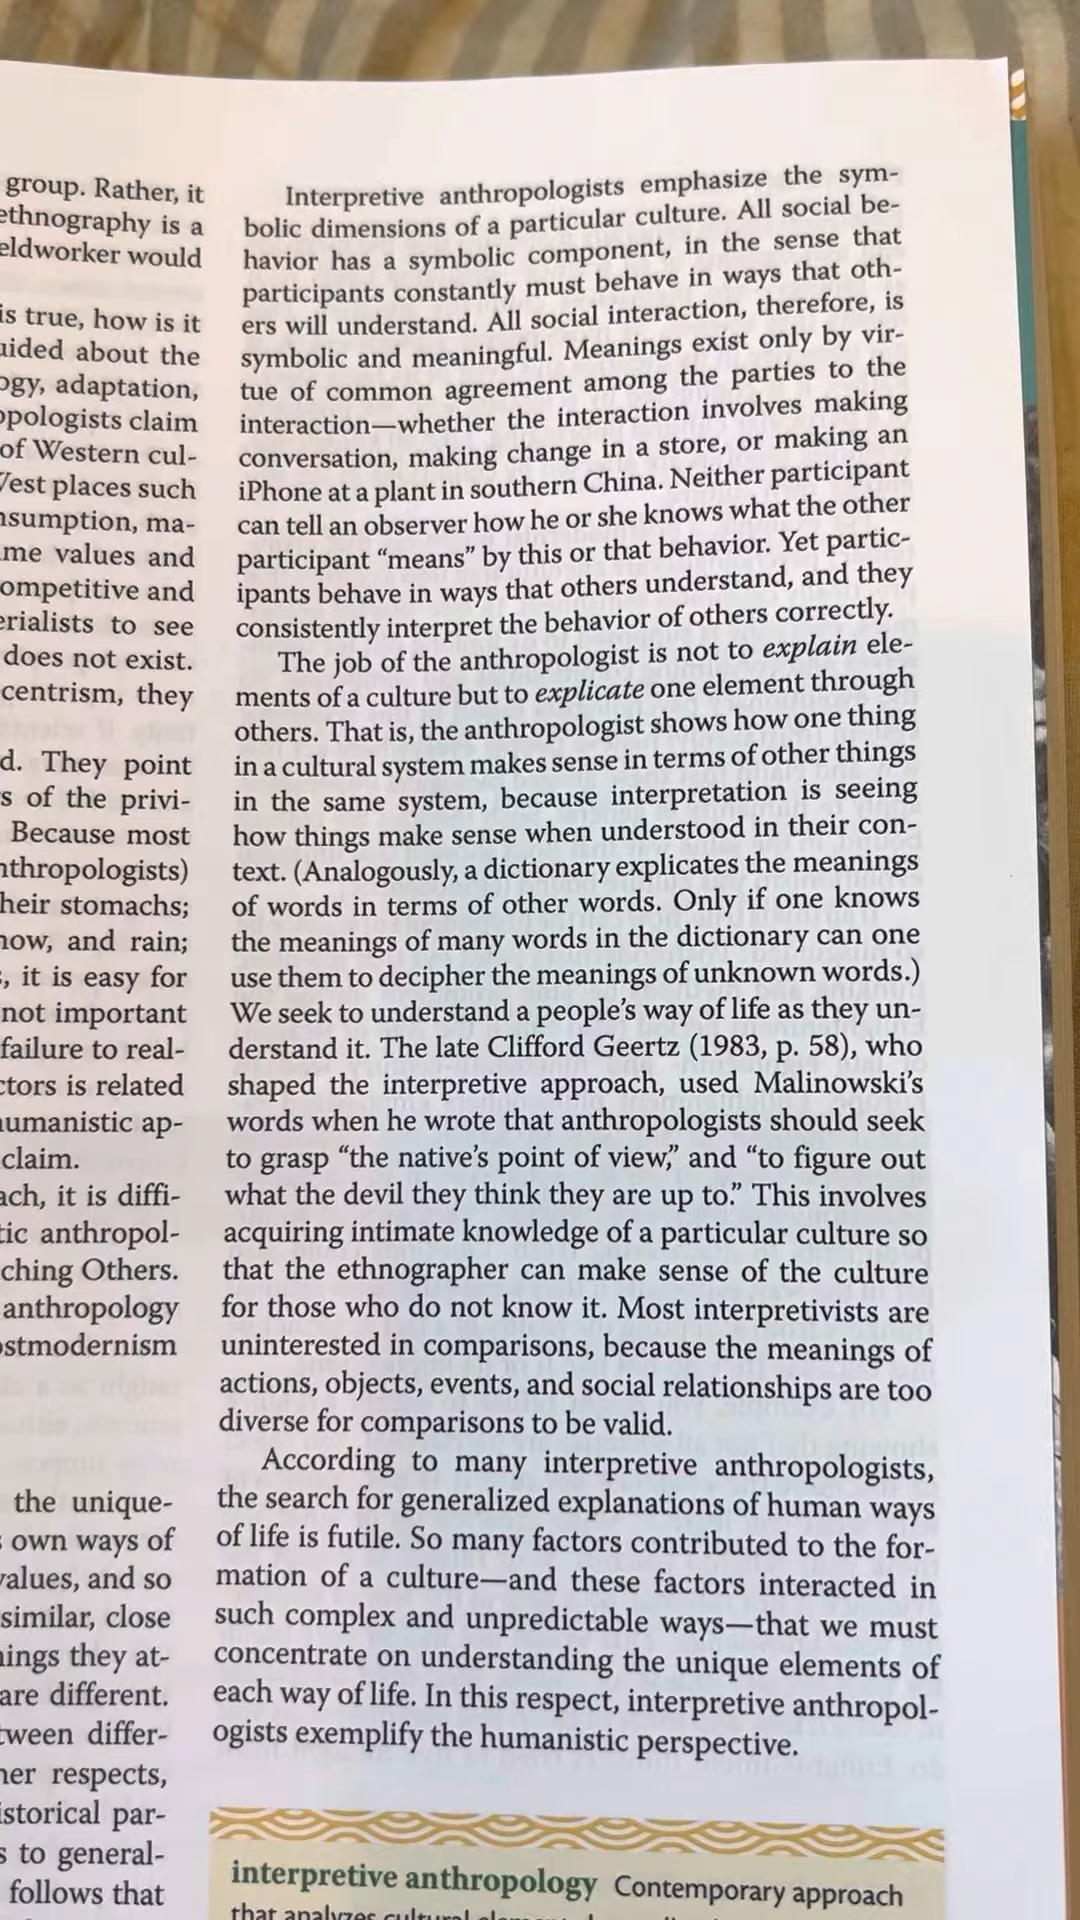 group. Rather, it
ethnography is a
would
is true, how is it
about the
adaptation,
claim
of Western cul-
places such
ma-
values and
competitive and
to see
does not exist.
they
They point
of the privi-
Because most
anthropologists)
their stomachs;
and rain;
it is easy for
not important
failure to real-
is related
humanistic ap-
claim.
it is diffi-
anthropol-
Others.
anthropology
postmodernism
the unique-
own ways of
values, and so
similar, close
they at-
are different.
differ-
respects,
par-
to general-
follows that
Interpretive anthropologists emphasize the sym-
bolic dimensions of a particular culture. All social be-
havior has a symbolic component, in the sense that
participants constantly must behave in ways that oth-
ers will understand. All social interaction, therefore, is
symbolic and meaningful. Meanings exist only by vir-
tue of common agreement among the parties to the
interaction—whether the interaction involves making
conversation, making change in a store, or making an
iPhone at a plant in southern China. Neither participant
can tell an observer how he or she knows what the other
participant “means” by this or that behavior. Yet partic-
ipants behave in ways that others understand, and they
consistently interpret the behavior of others correctly.
The job of the anthropologist is not to explain ele-
ments of a culture but to explicate one element through
others. That is, the anthropologist shows how one thing
in a cultural system makes sense in terms of other things
in the same system, because interpretation is seeing
how things make sense when understood in their con-
text. (Analogously, a dictionary explicates the meanings
of words in terms of other words. Only if one knows
the meanings of many words in the dictionary can one
use them to decipher the meanings of unknown words.)
We seek to understand a people’s way of life as they un-
derstand it. The late Clifford Geertz (1983, p. 58), who
shaped the interpretive approach, used Malinowski’s
words when he wrote that anthropologists should seek
to grasp “the native’s point of view,” and “to figure out
what the devil they think they are up to.” This involves
acquiring intimate knowledge of a particular culture so
that the ethnographer can make sense of the culture
for those who do not know it. Most interpretivists are
uninterested in comparisons, because the meanings of
actions, objects, events, and social relationships are too
diverse for comparisons to be valid.
According to many interpretive anthropologists,
the search for generalized explanations of human ways
of life is futile. So many factors contributed to the for-
mation of a culture—and these factors interacted in
such complex and unpredictable ways—that we must
concentrate on understanding the unique elements of
each way of life. In this respect, interpretive anthropol-
ogists exemplify the humanistic perspective.
interpretive anthropology Contemporary approach
that analyzes cultural